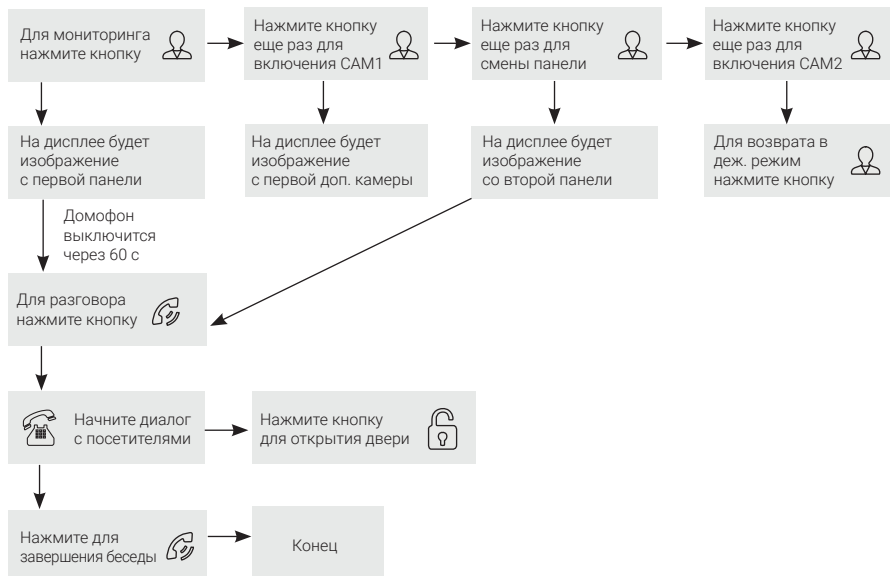 Для мониторинга
нажмите кнопку
Нажмите кнопку
еще раз для
включения CAM1
Нажмите кнопку
еще раз для
смены панели
Нажмите кнопку
еще раз для
включения CAM2
На дисплее будет
изображение
с первой панели
На дисплее будет
изображение
с первой доп. камеры
На дисплее будет
изображение
со второй панели
Для возврата в
деж. режим
нажмите кнопку
Домофон
выключится
через 60 с
Для разговора
нажмите кнопку
Начните диалог
с посетителями
Нажмите кнопку
для открытия двери
Нажмите для
завершения беседы
Конец